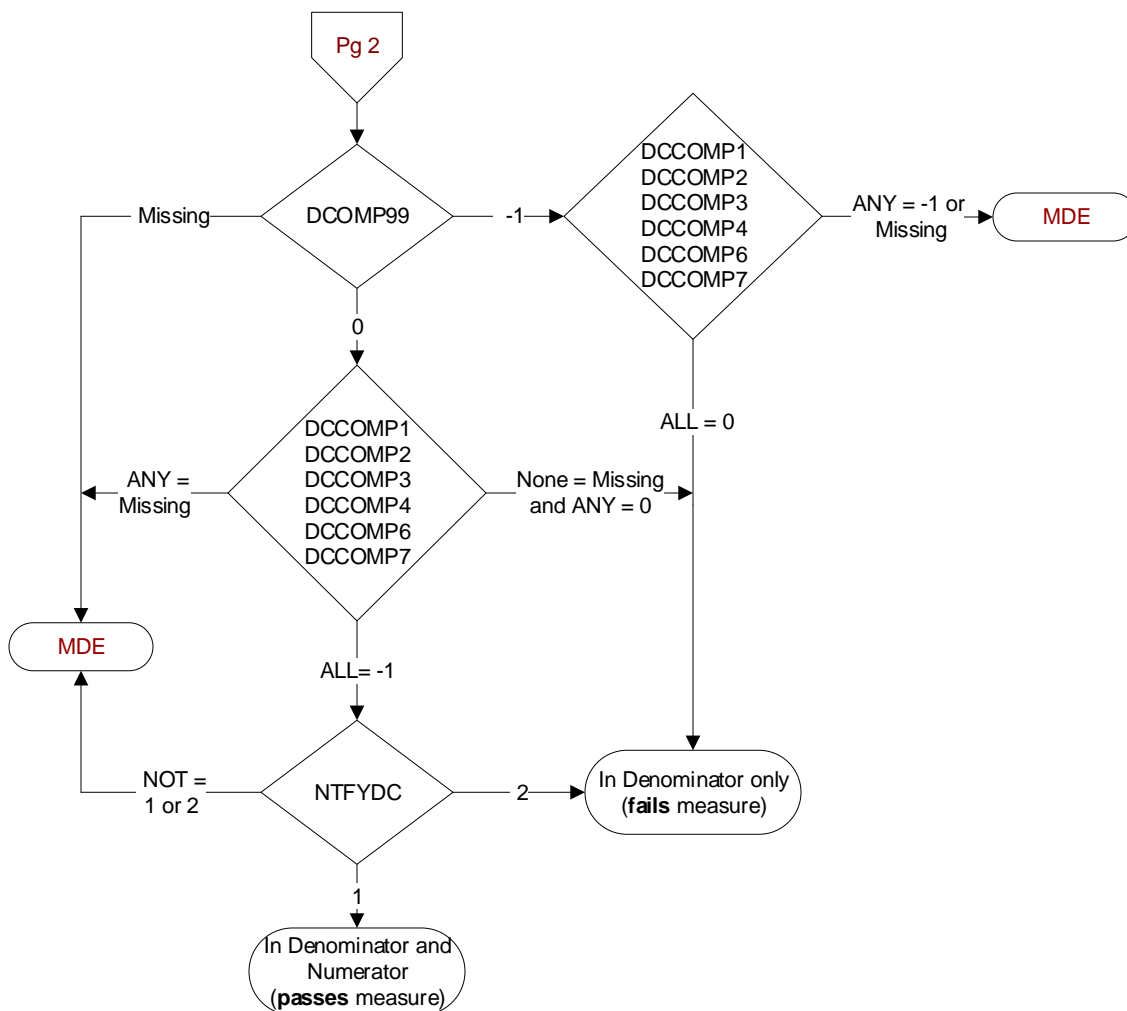 Pg 2
DCOMP99
Missing
-1
DCCOMP1
DCCOMP2
DCCOMP3
DCCOMP4
DCCOMP6
DCCOMP7
ANY = -1 or
Missing
MDE
0
ALL = 0
DCCOMP1
DCCOMP2
DCCOMP3
DCCOMP4
DCCOMP6
DCCOMP7
ANY =
Missing
None = Missing
and ANY = 0
MDE
ALL= -1
NTFYDC
NOT =
1 or 2
2
In Denominator only
(fails measure)
1
In Denominator and
Numerator
(passes measure)